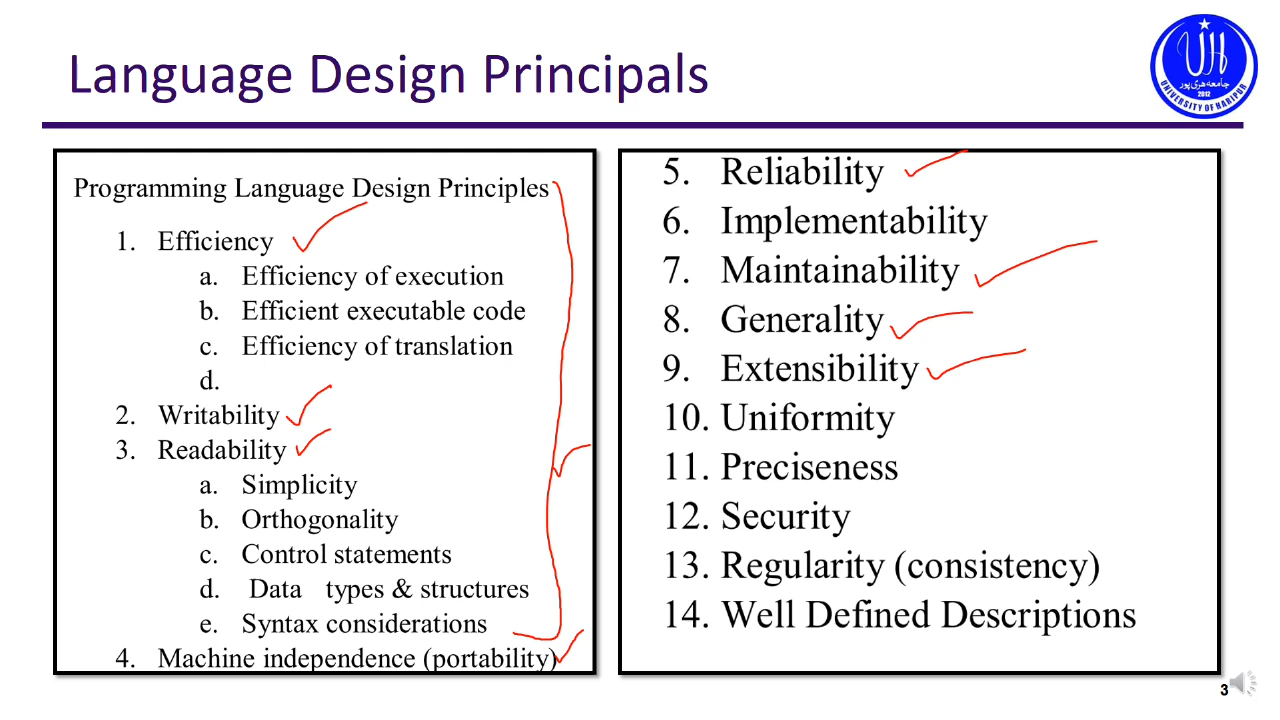 Language Design Principals
جامعہ ہری پور
2012
UNIVERSITY OF HARIPUR
Programming Language Design Principles
1. Efficiency
a. Efficiency of execution
b. Efficient executable code
c. Efficiency of translation
d.
2. Writability
3. Readability
a. Simplicity
b. Orthogonality
c. Control statements
d. Data types & structures
e. Syntax considerations
4. Machine independence (portability)
5. Reliability
6. Implementability
7. Maintainability
8. Generality
9. Extensibility
10. Uniformity
11. Preciseness
12. Security
13. Regularity (consistency)
14. Well Defined Descriptions
3